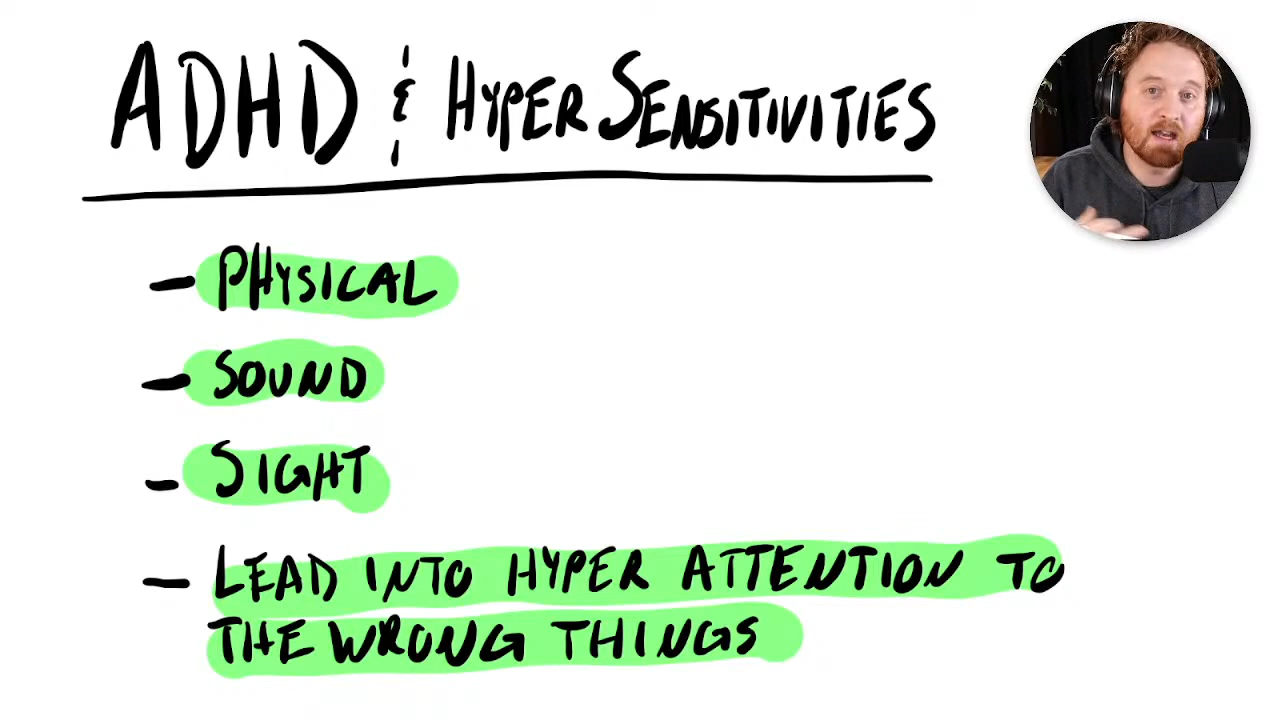 ADHD & HYPER SENSITIVITIES
- PHYSICAL
- SOUND
- SIGHT
- LEAD INTO HYPER ATTENTION TO
THE WRONG THINGS